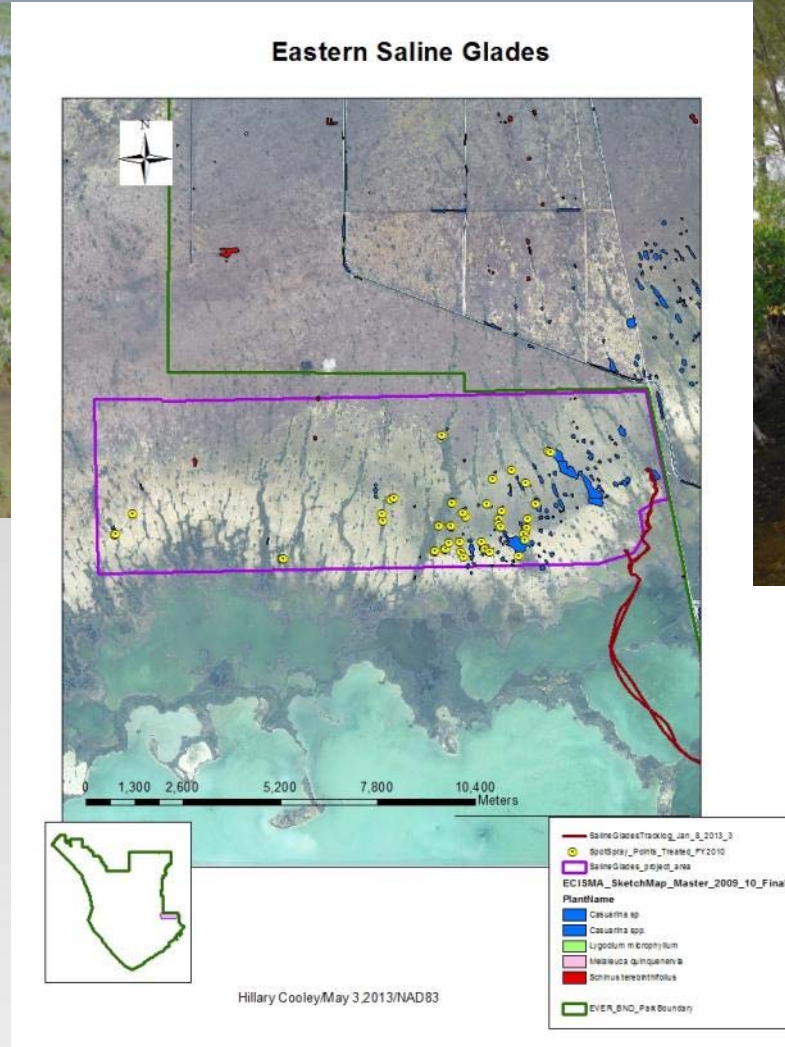 Eastern Saline Glades
N
0 1,300 2,600 5,200 7,800 10,400
Meters
SalineGladesTracklog_Jan_8_2013_3
SpotSpray_Points_Treated_FY2010
SalineGlades_project_area
ECISMA_SketchMap_Master_2009_10_Final
PlantName
Casuarina sp
Casuarina spp.
Lygodium microphyllum
Melaleuca quinquenervia
Schinus terebinthifolius
EVER_BND_ParkBoundary
Hillary Cooley/May 3,2013/NAD83